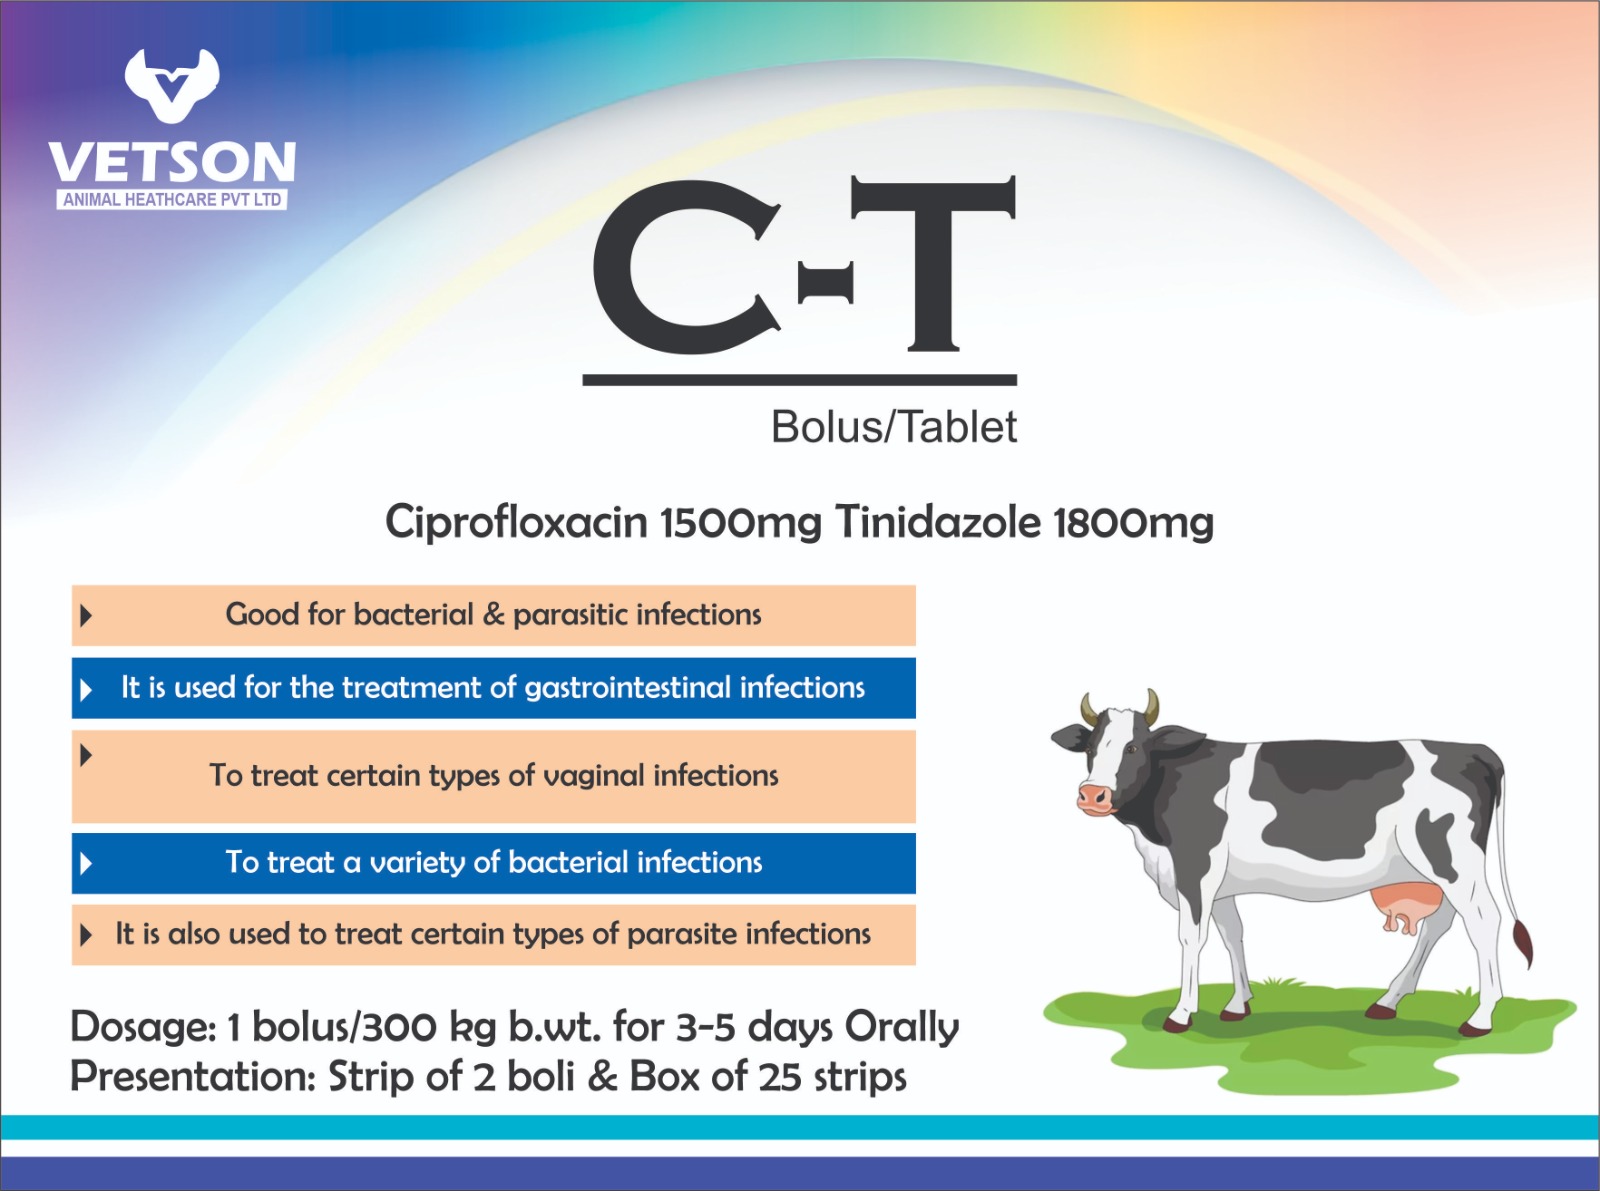 VETSON
ANIMAL HEATHCARE PVT LTD
C-T
Bolus/Tablet
Ciprofloxacin 1500mg Tinidazole 1800mg
Good for bacterial & parasitic infections
It is used for the treatment of gastrointestinal infections
To treat certain types of vaginal infections
To treat a variety of bacterial infections
It is also used to treat certain types of parasite infections
Dosage: 1 bolus/300 kg b.wt. for 3-5 days Orally
Presentation: Strip of 2 boli & Box of 25 strips